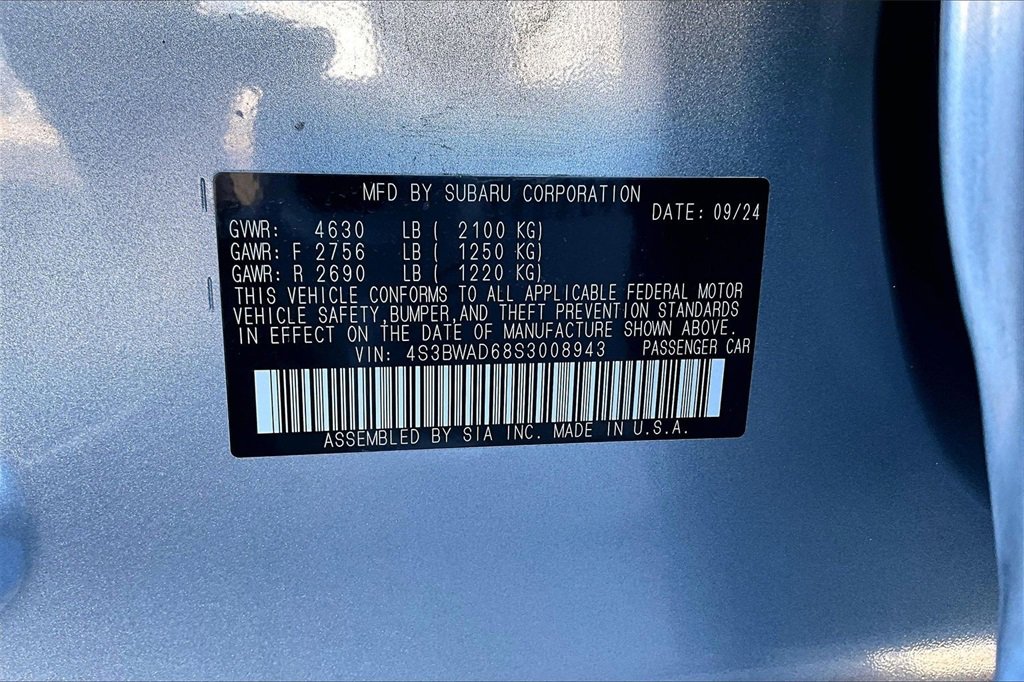 MFD BY SUBARU CORPORATION
DATE: 09/24
GVWR: 4630 LB ( 2100 KG)
GAWR: F 2756 LB ( 1250 KG)
GAWR: R 2690 LB ( 1220 KG)
THIS VEHICLE CONFORMS TO ALL APPLICABLE FEDERAL MOTOR
VEHICLE SAFETY, BUMPER, AND THEFT PREVENTION STANDARDS
IN EFFECT ON THE DATE OF MANUFACTURE SHOWN ABOVE.
VIN: 4S3BWAD68S3008943 PASSENGER CAR
ASSEMBLED BY SIA INC. MADE IN U.S.A.